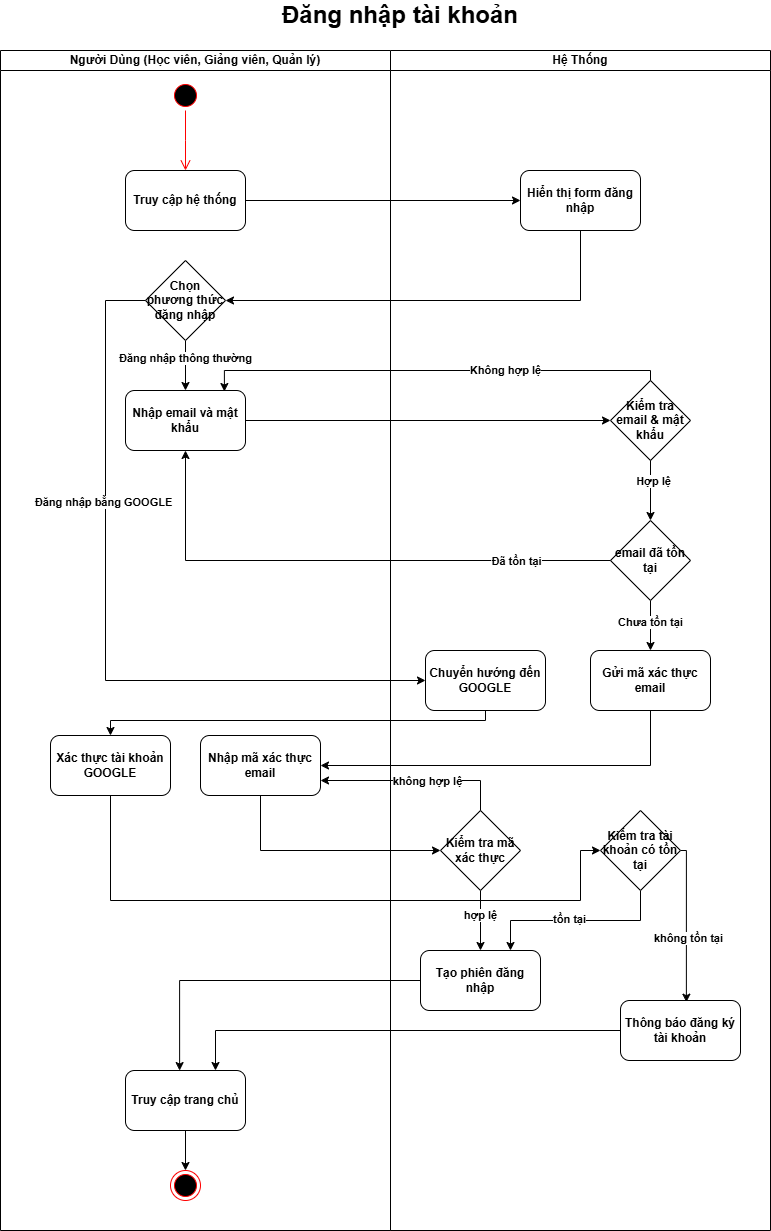 Đăng nhập tài khoản
Người Dùng (Học viên, Giảng viên, Quản lý)
Hệ Thống
Truy cập hệ thống
Hiển thị form đăng
nhập
Chọn
phương thức
đăng nhập
Đăng nhập thông thường
Không hợp lệ
Nhập email và mật
khẩu
Kiểm tra
email & mật
khẩu
Hợp lệ
Đăng nhập bằng GOOGLE
email đã tồn
tại
Đã tồn tại
Chưa tồn tại
Chuyển hướng đến
GOOGLE
Gửi mã xác thực
email
Xác thực tài khoản
GOOGLE
Nhập mã xác thực
email
không hợp lệ
Kiểm tra mã
xác thực
Kiểm tra tài
khoản có tồn
tại
hợp lệ
tồn tại
không tồn tại
Tạo phiên đăng
nhập
Thông báo đăng ký
tài khoản
Truy cập trang chủ